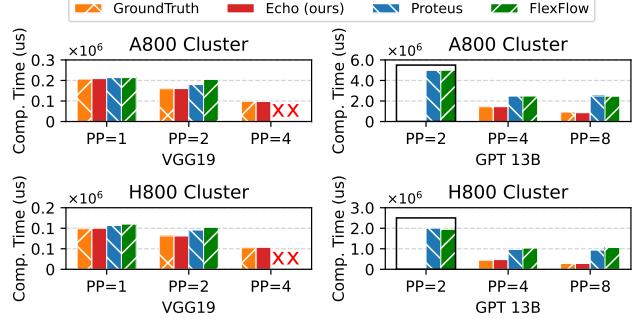 GroundTruth Echo (ours) Proteus FlexFlow
A800 Cluster
×10⁶
Comp. Time (us)
0.3
0.2
0.1
0
X X
PP=1 PP=2 PP=4
VGG19
A800 Cluster
×10⁶
Comp. Time (us)
6.0
4.0
2.0
0
PP=2 PP=4 PP=8
GPT 13B
H800 Cluster
×10⁶
Comp. Time (us)
0.2
0.1
0.1
0
X X
PP=1 PP=2 PP=4
VGG19
H800 Cluster
×10⁶
Comp. Time (us)
3.0
2.0
1.0
0
PP=2 PP=4 PP=8
GPT 13B